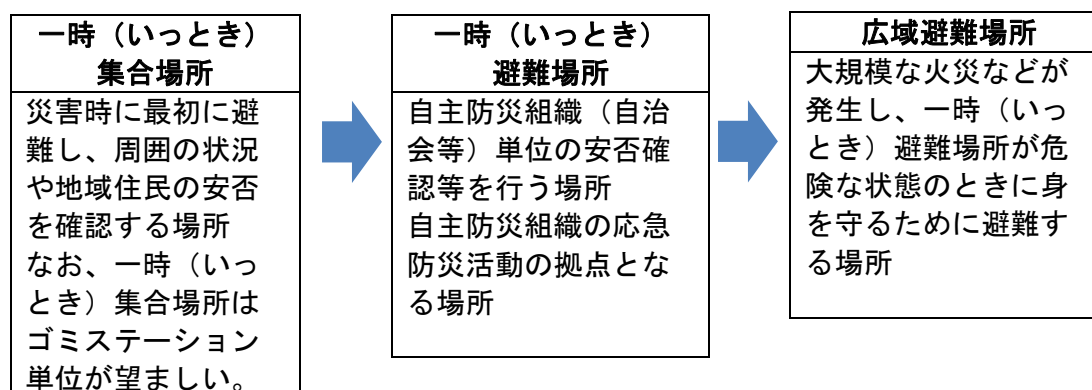 一時（いっとき）
集合場所
災害時に最初に避
難し、周囲の状況
や地域住民の安否
を確認する場所
なお、一時（いっ
とき）集合場所は
ゴミステーション
単位が望ましい。
一時（いっとき）
避難場所
自主防災組織（自治
会等）単位の安否確
認等を行う場所
自主防災組織の応急
防災活動の拠点とな
る場所
広域避難場所
大規模な火災などが
発生し、一時（いっ
とき）避難場所が危
険な状態のときに身
を守るために避難す
る場所